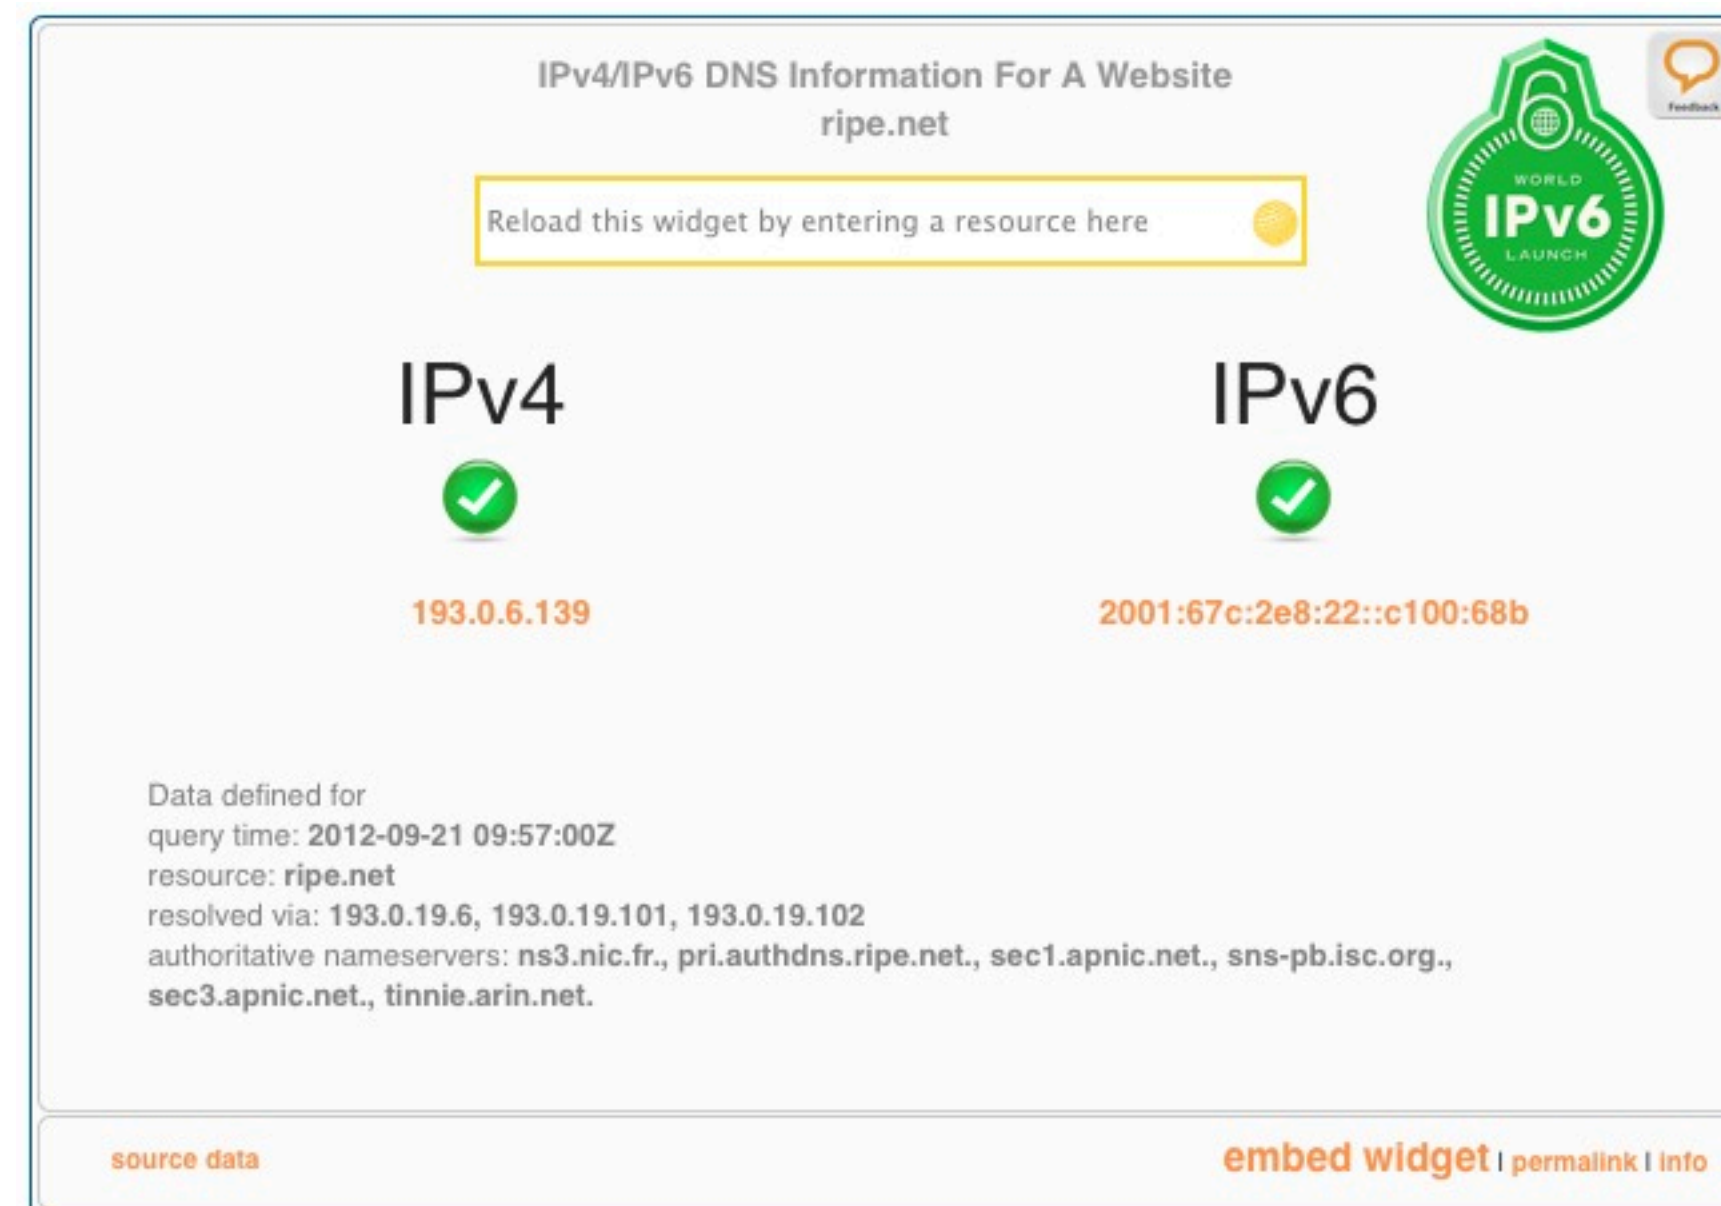 IPv4/IPv6 DNS Information For A Website
ripe.net
Feedback
Reload this widget by entering a resource here
WORLD
IPv6
LAUNCH
IPv4
IPv6
193.0.6.139
2001:67c:2e8:22::c100:68b
Data defined for
query time: 2012-09-21 09:57:00Z
resource: ripe.net
resolved via: 193.0.19.6, 193.0.19.101, 193.0.19.102
authoritative nameservers: ns3.nic.fr., pri.authdns.ripe.net., sec1.apnic.net., sns-pb.isc.org.,
sec3.apnic.net., tinnie.arin.net.
source data
embed widget | permalink | info